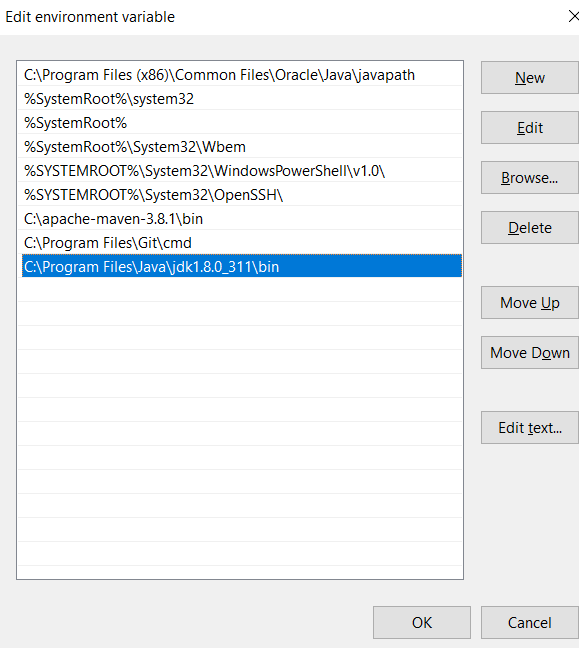 Edit environment variable
C:\Program Files (x86)\Common Files\Oracle\Java\javapath
%SystemRoot%\system32
%SystemRoot%
%SystemRoot%\System32\Wbem
%SYSTEMROOT%\System32\WindowsPowerShell\v1.0\
%SYSTEMROOT%\System32\OpenSSH\
C:\apache-maven-3.8.1\bin
C:\Program Files\Git\cmd
C:\Program Files\Java\jdk1.8.0_311\bin
New
Edit
Browse...
Delete
Move Up
Move Down
Edit text...
OK
Cancel